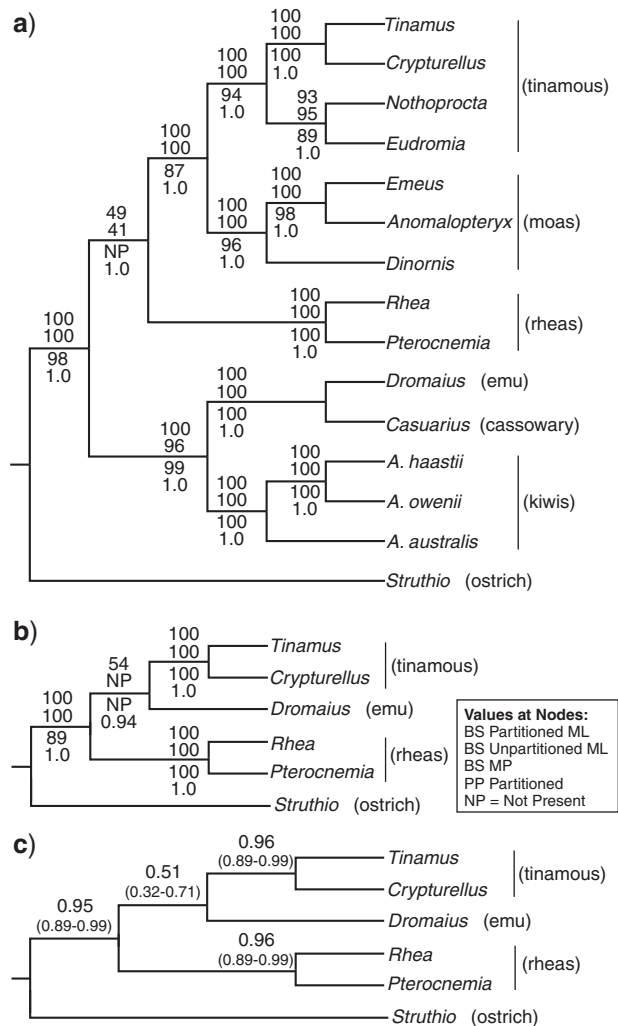 a)
100
100
100
1.0
Tinamus
Crypturellus
Nothoprocta
Eudromia
(tinamous)
93
95
89
1.0
100
100
94
1.0
100
100
87
1.0
100
100
98
1.0
Emeus
Anomalopteryx
Dinornis
(moas)
100
100
96
1.0
49
41
NP
1.0
100
100
100
1.0
Rhea
Pterocnemia
(rheas)
100
100
98
1.0
100
100
100
1.0
Dromaius (emu)
Casuarius (cassowary)
100
96
99
1.0
100
100
100
1.0
100
100
100
1.0
A. haastii
A. owenii
A. australis
(kiwis)
Struthio (ostrich)
b)
100
100
100
1.0
Tinamus
Crypturellus
(tinamous)
54
NP
NP
0.94
Dromaius (emu)
100
100
89
1.0
100
100
100
1.0
Rhea
Pterocnemia
(rheas)
Struthio (ostrich)
Values at Nodes:
BS Partitioned ML
BS Unpartitioned ML
BS MP
PP Partitioned
NP = Not Present
c)
0.96
(0.89-0.99)
Tinamus
Crypturellus
(tinamous)
0.51
(0.32-0.71)
Dromaius (emu)
0.95
(0.89-0.99)
0.96
(0.89-0.99)
Rhea
Pterocnemia
(rheas)
Struthio (ostrich)